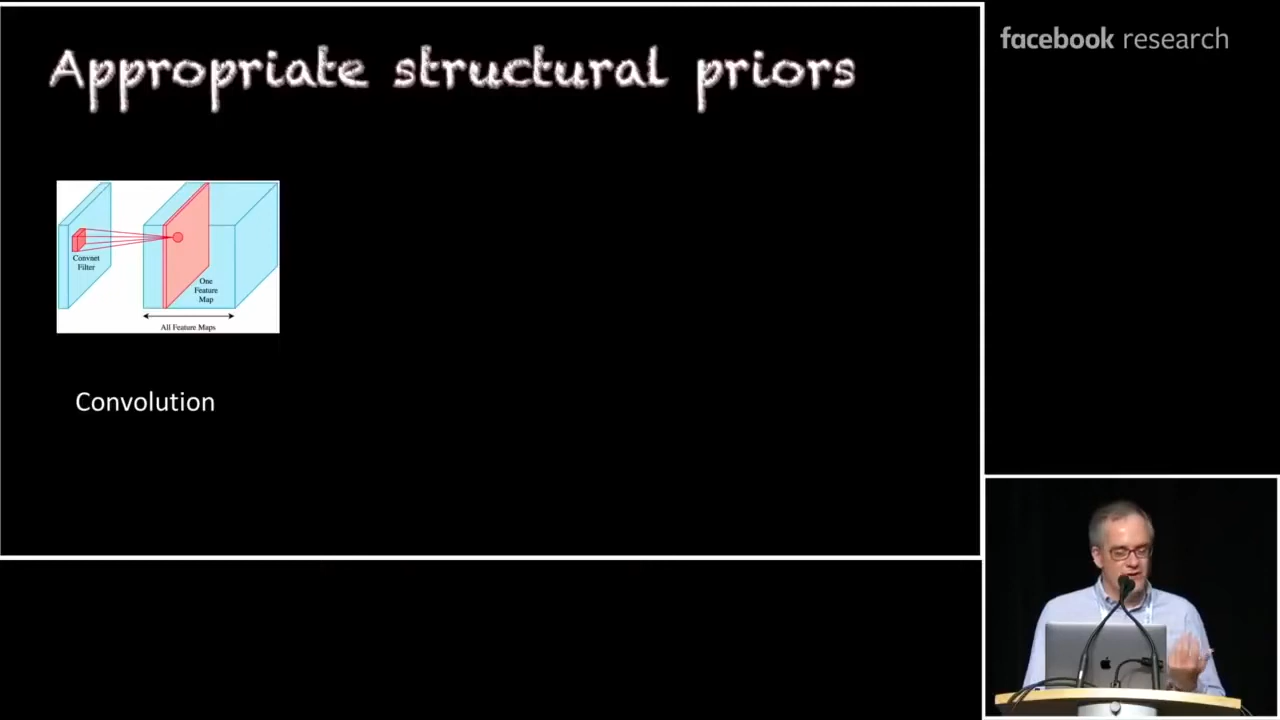 Appropriate structural priors
facebook research
Convnet
Filter
One
Feature
Map
All Feature Maps
Convolution